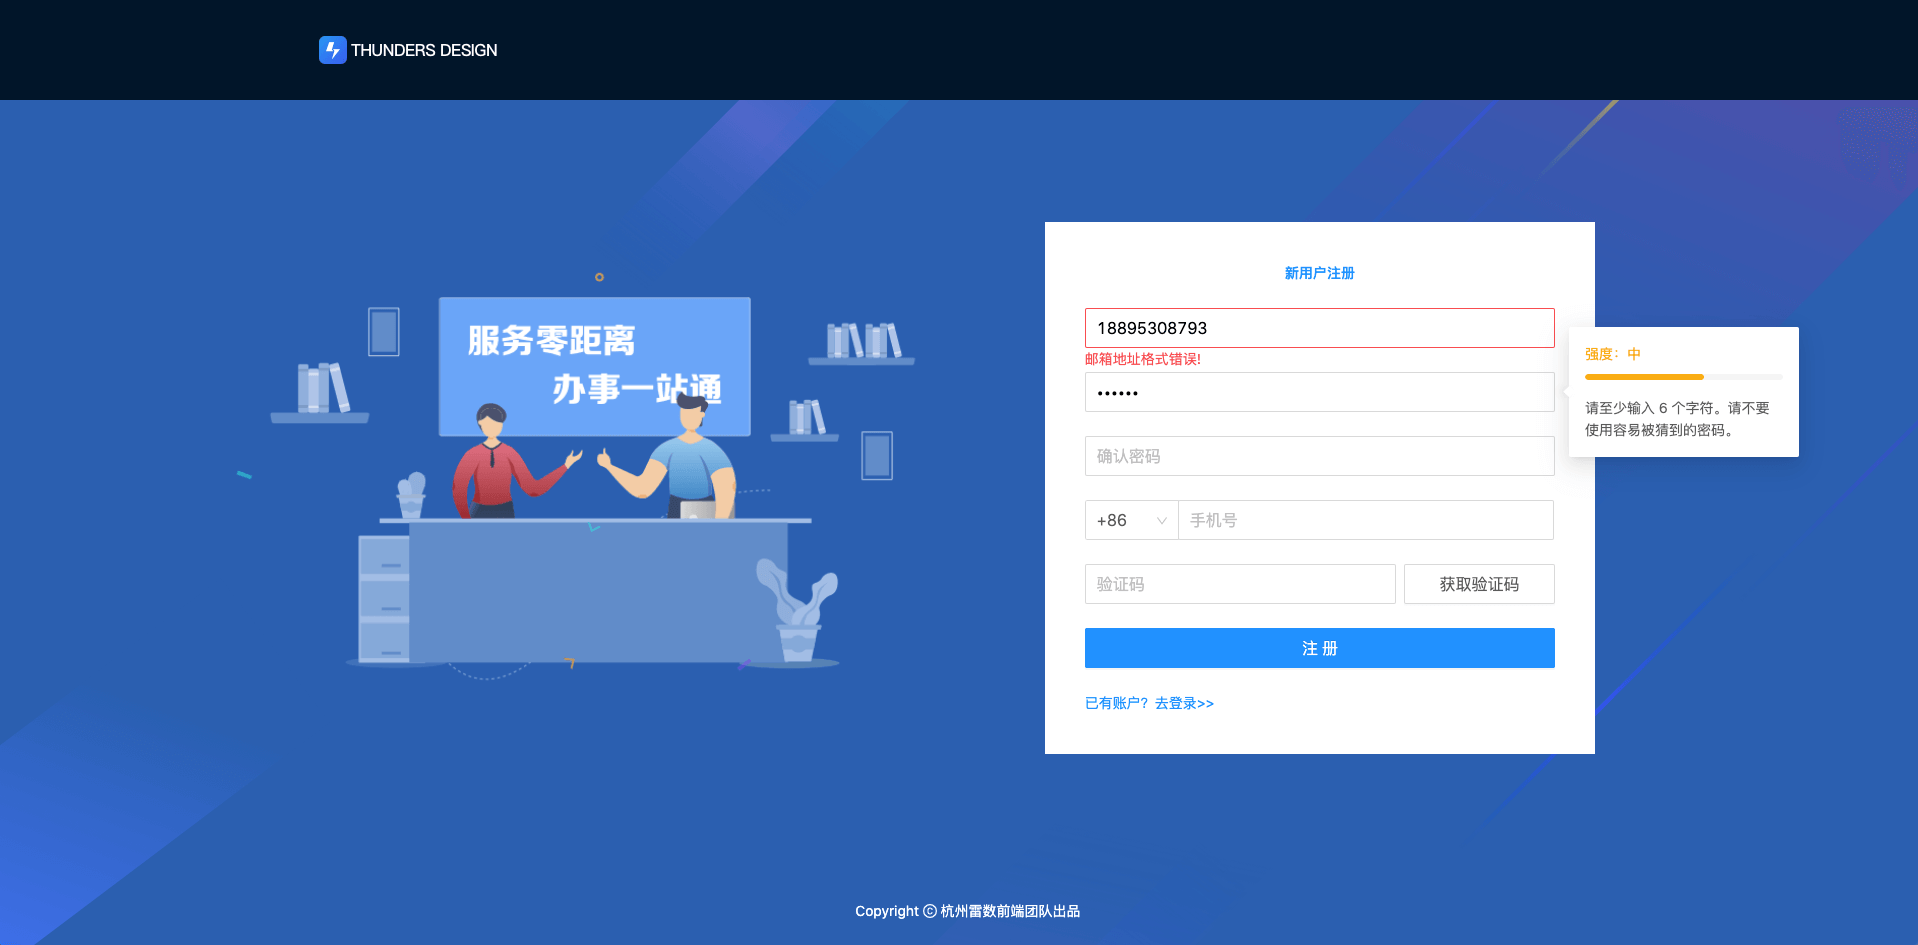 THUNDERS DESIGN
服务零距离
办事一站通
新用户注册
18895308793
邮箱地址格式错误!
••••••
确认密码
+86
手机号
验证码
获取验证码
注 册
已有账户？去登录>>
强度：中
请至少输入 6 个字符。请不要
使用容易被猜到的密码。
Copyright © 杭州雷数前端团队出品